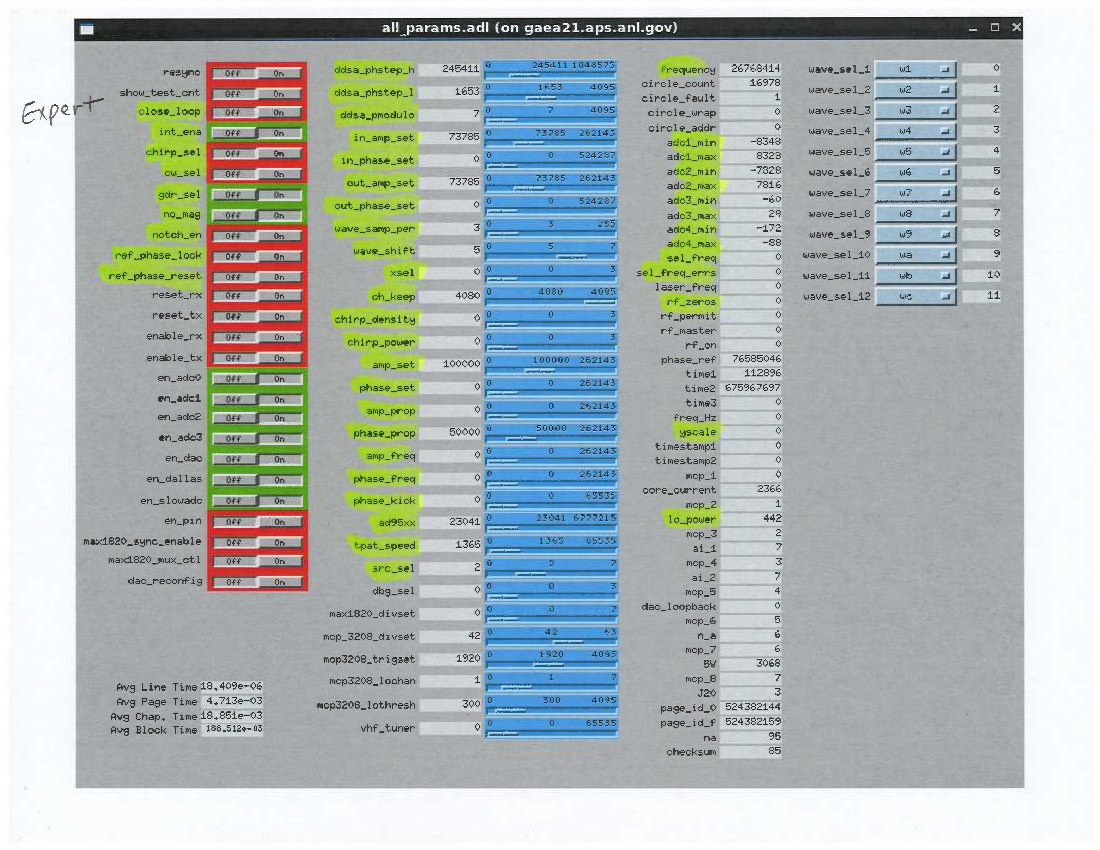 all_params.adl (on gaea21.aps.anl.gov)
Expert
resync Off On
show_test_cnt Off On
close_loop Off On
int_ena Off On
chirp_sel Off On
cw_sel Off On
gdr_sel Off On
no_mag Off On
notch_en Off On
ref_phase_lock Off On
ref_phase_reset Off On
reset_rx Off On
reset_tx Off On
enable_rx Off On
enable_tx Off On
en_adc0 Off On
en_adc1 Off On
en_adc2 Off On
en_adc3 Off On
en_dac Off On
en_dallas Off On
en_slowadc Off On
en_pin Off On
max1820_sync_enable Off On
max1820_mux_ctl Off On
dac_reconfig Off On
Avg Line Time 18.409e-06
Avg Page Time 4.713e-03
Avg Chap. Time 18.851e-03
Avg Block Time 188.512e-03
ddsa_phstep_h 245411 0 245411 1048575
ddsa_phstep_l 1653 0 1653 4095
ddsa_pmodulo 7 0 7 4095
in_amp_set 73785 0 73785 262143
in_phase_set 0 0 0 524287
out_amp_set 73785 0 73785 262143
out_phase_set 0 0 0 524287
wave_samp_per 3 0 3 255
wave_shift 5 0 5 7
xsel 0 0 0 3
ch_keep 4080 0 4080 4095
chirp_density 0 0 0 3
chirp_power 0 0 0 3
amp_set 100000 0 100000 262143
phase_set 0 0 0 262143
amp_prop 0 0 0 262143
phase_prop 50000 0 50000 262143
amp_freq 0 0 0 262143
phase_freq 0 0 0 262143
phase_kick 0 0 0 65535
ad95xx 23041 0 23041 6777215
tpat_speed 1365 0 1365 65535
src_sel 2 0 2 7
dbg_sel 0 0 0 3
max1820_divset 0 0 0 7
mcp_3208_divset 42 0 42 63
mcp3208_trigset 1920 0 1920 4095
mcp3208_lochan 1 0 1 7
mcp3208_lothresh 300 0 300 4095
vhf_tuner 0 0 0 65535
frequency 26768414
circle_count 16978
circle_fault 1
circle_wrap 0
circle_addr 0
adc1_min -8348
adc1_max 8323
adc2_min -7828
adc2_max 7816
adc3_min -60
adc3_max 29
adc4_min -172
adc4_max -88
sel_freq 0
sel_freq_errs 0
laser_freq 0
rf_zeros 0
rf_permit 0
rf_master 0
rf_on 0
phase_ref 76585046
time1 112896
time2 675967697
time3 0
freq_Hz 0
yscale 0
timestamp1 0
timestamp2 0
mcp_1 0
core_current 2366
mcp_2 1
lo_power 442
mcp_3 2
ai_1 7
mcp_4 3
ai_2 7
mcp_5 4
dac_loopback 0
mcp_6 5
n_a 6
mcp_7 6
5V 3068
mcp_8 7
J20 3
page_id_0 524382144
page_id_f 524382159
na 95
checksum 85
wave_sel_1 w1 0
wave_sel_2 w2 1
wave_sel_3 w3 2
wave_sel_4 w4 3
wave_sel_5 w5 4
wave_sel_6 w6 5
wave_sel_7 w7 6
wave_sel_8 w8 7
wave_sel_9 w9 8
wave_sel_10 wa 9
wave_sel_11 wb 10
wave_sel_12 wc 11